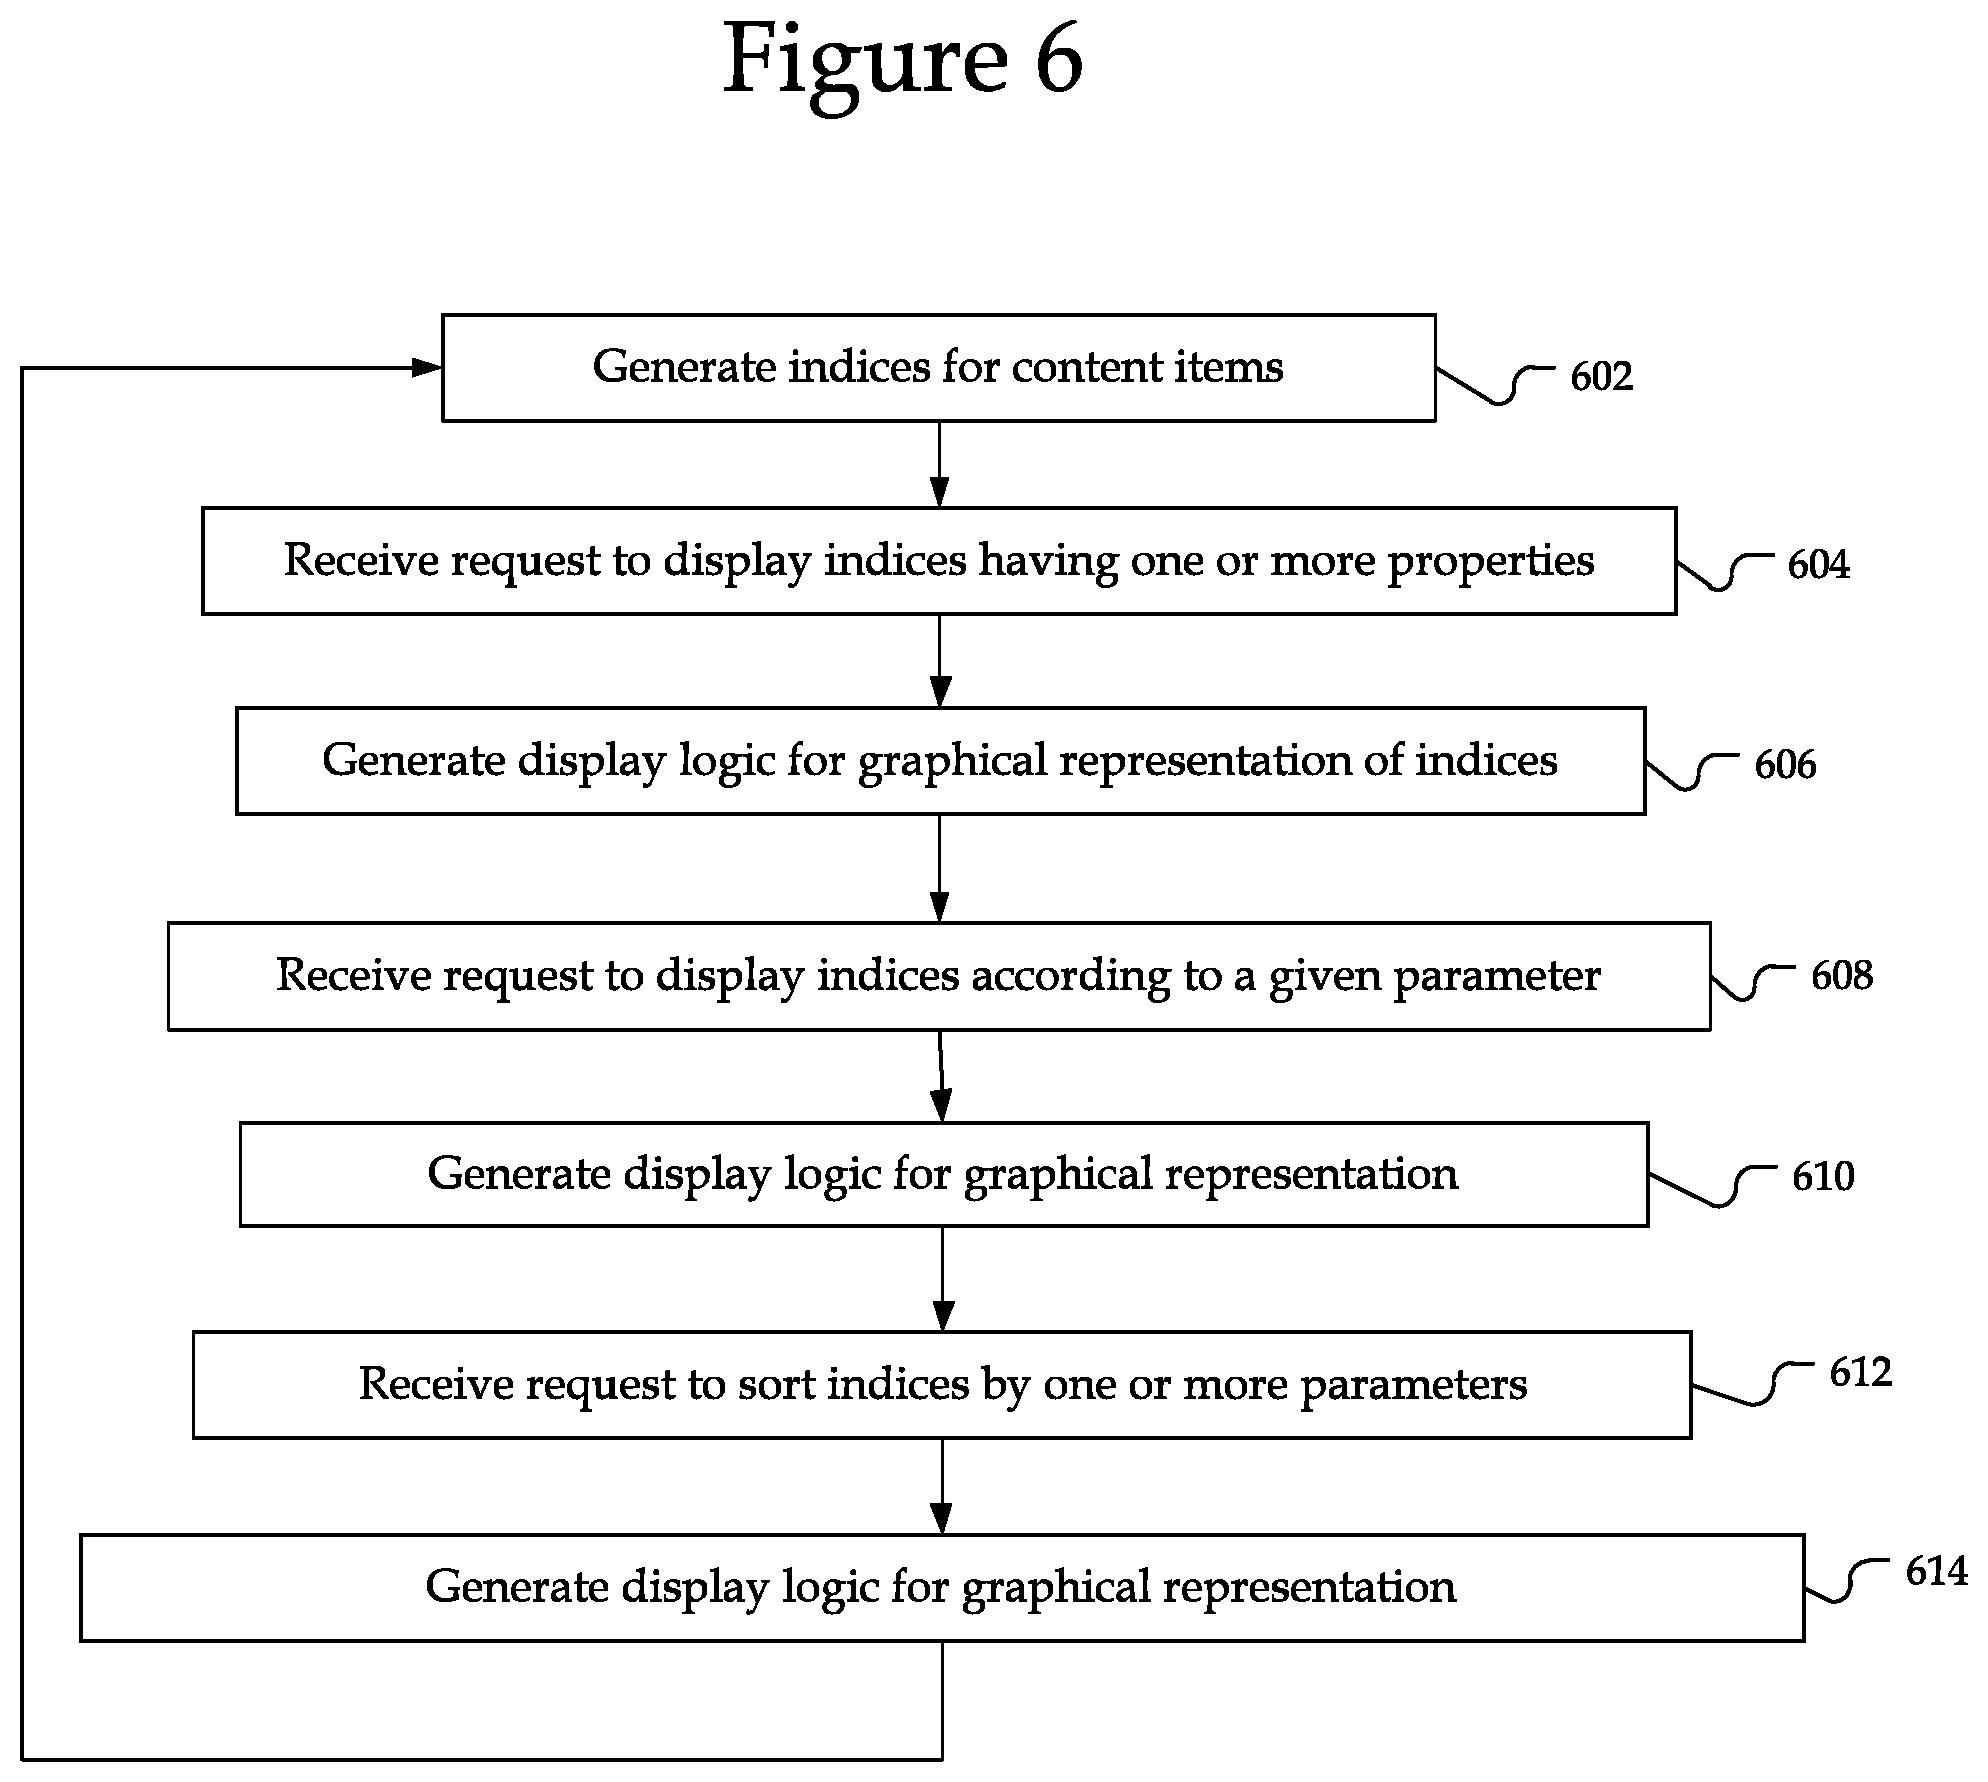 Figure 6
Generate indices for content items
602
Receive request to display indices having one or more properties
604
Generate display logic for graphical representation of indices
606
Receive request to display indices according to a given parameter
608
Generate display logic for graphical representation
610
Receive request to sort indices by one or more parameters
612
Generate display logic for graphical representation
614